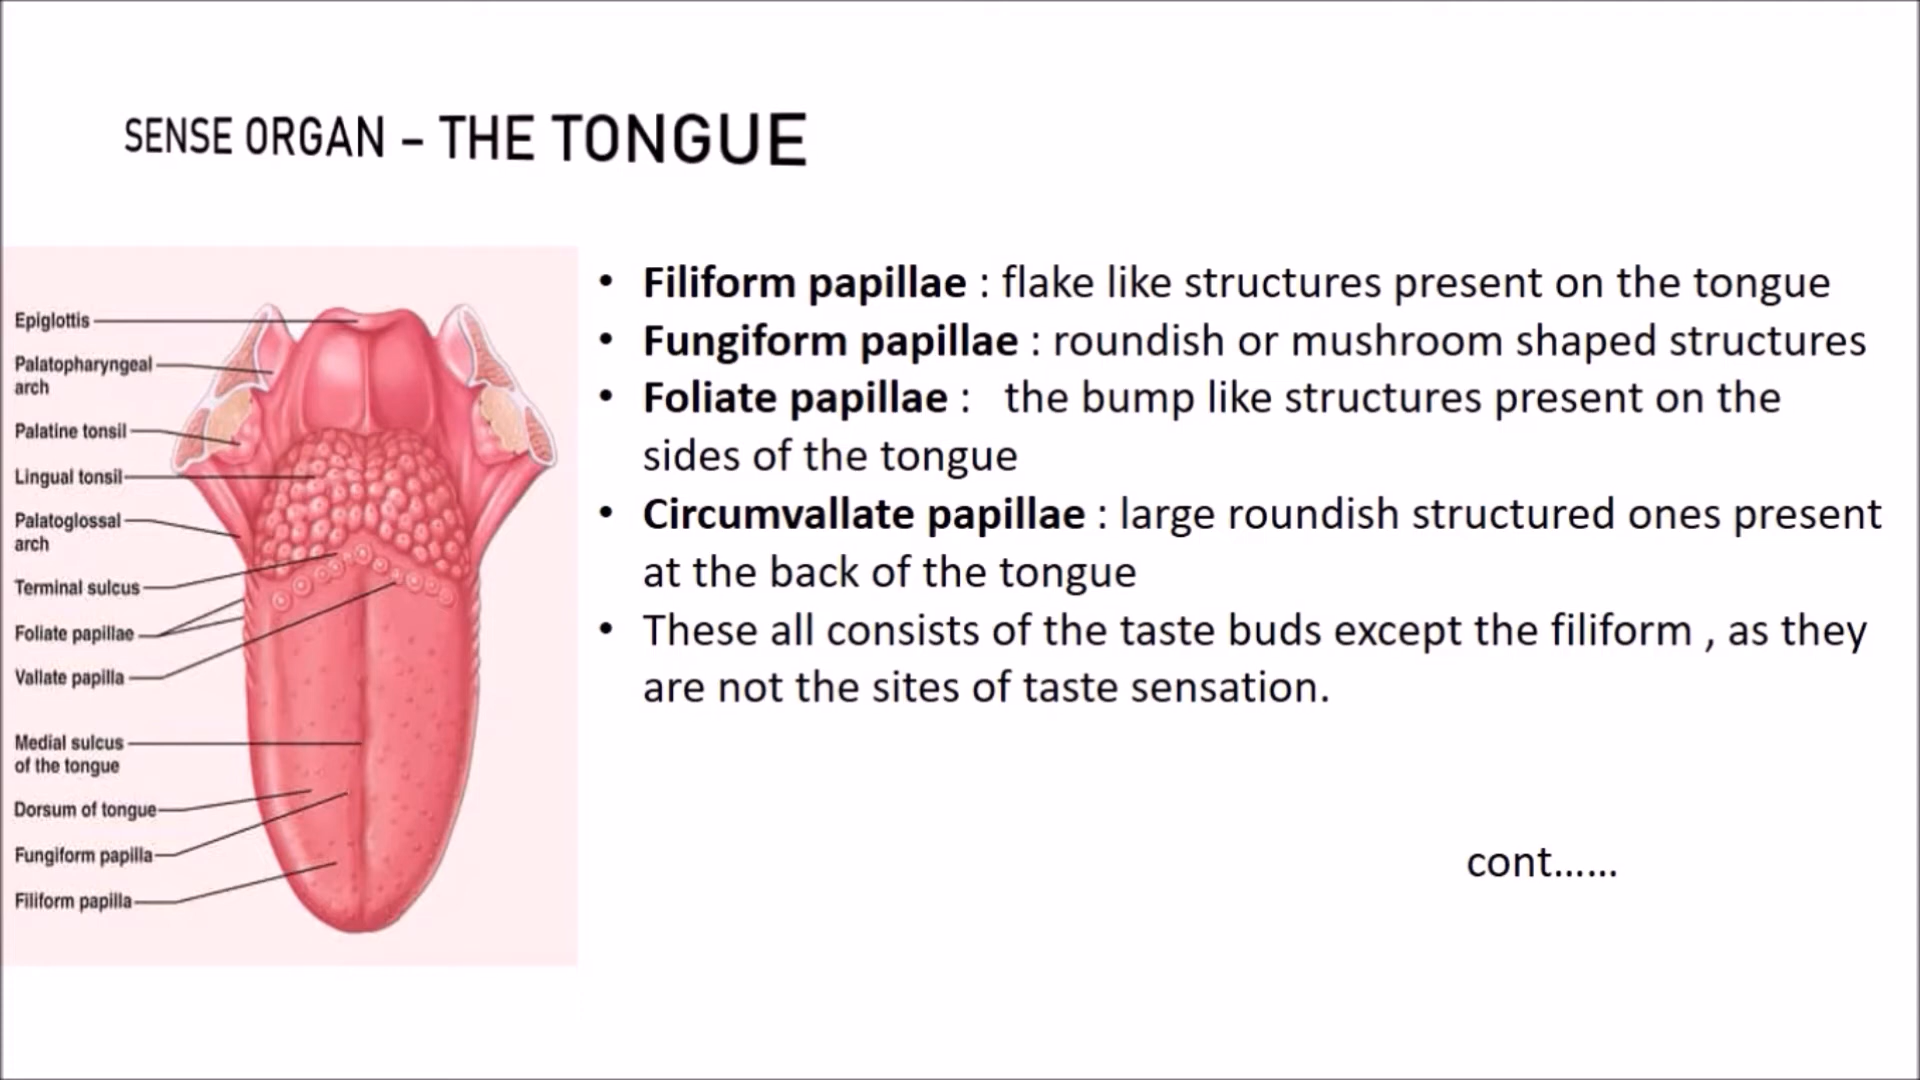 SENSE ORGAN – THE TONGUE
Epiglottis
Palatopharyngeal
arch
Palatine tonsil
Lingual tonsil
Palatoglossal
arch
Terminal sulcus
Foliate papillae
Vallate papilla
Medial sulcus
of the tongue
Dorsum of tongue
Fungiform papilla
Filiform papilla
• Filiform papillae : flake like structures present on the tongue
• Fungiform papillae : roundish or mushroom shaped structures
• Foliate papillae : the bump like structures present on the
sides of the tongue
• Circumvallate papillae : large roundish structured ones present
at the back of the tongue
• These all consists of the taste buds except the filiform , as they
are not the sites of taste sensation.
cont......